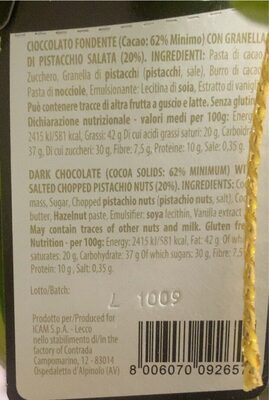 CIOCCOLATO FONDENTE (Cacao: 62% Minimo) CON GRANELLA
DI PISTACCHIO SALATA (20%). INGREDIENTI: Pasta di cacao,
Zucchero, Granella di pistacchi (pistacchi, sale), Burro di cacao,
Pasta di nocciole, Emulsionante: Lecitina di soia, Estratto di vaniglia
Può contenere tracce di altra frutta a guscio e latte. Senza glutine
Dichiarazione nutrizionale - valori medi per 100g: Energy:
2415 kJ/581 kcal, Grassi: 42 g Di cui acidi grassi saturi: 20 g, Carboidrati
37 g, Di cui zuccheri: 30 g, Fibre: 7,5 g, Proteine: 10 g, Sale: 0,35 g.
DARK CHOCOLATE (COCOA SOLIDS: 62% MINIMUM) WI
SALTED CHOPPED PISTACHIO NUTS (20%). INGREDIENTS: Coc
mass, Sugar, Chopped pistachio nuts (pistachio nuts, salt), Coc
butter, Hazelnut paste, Emulsifier: soya lecithin, Vanilla extract
May contain traces of other nuts and milk. Gluten fre
Nutrition - Per 100g: Energy: 2415 kJ/581 kcal, Fat: 42 g Of wh
saturates: 20 g, Carbohydrate: 37 g Of which sugars: 30 g, Fibre: 7,5
Protein: 10 g, Salt: 0,35 g.
Lotto/Batch:
L 1009
Prodotto per/Produced for
ICAM S.p.A. - Lecco
nello stabilimento di/in the
factory of Contrada
Campomarino, 12 - 83014
Ospedaletto d'Alpinolo (AV)
8 006070 092657